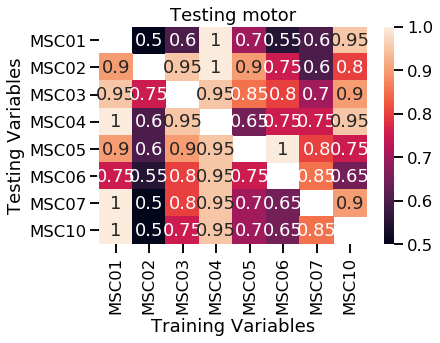 Testing motor
MSC01 0.5 0.6 1 0.7 0.55 0.6 0.95
MSC02 0.9 0.95 1 0.9 0.75 0.6 0.8
MSC03 0.95 0.75 0.95 0.85 0.8 0.7 0.9
MSC04 1 0.6 0.95 0.65 0.75 0.75 0.95
MSC05 0.9 0.6 0.9 0.95 1 0.8 0.75
MSC06 0.75 0.55 0.8 0.95 0.75 0.85 0.65
MSC07 1 0.5 0.8 0.95 0.7 0.65 0.9
MSC10 1 0.5 0.75 0.95 0.7 0.65 0.85
MSC01 MSC02 MSC03 MSC04 MSC05 MSC06 MSC07 MSC10
Training Variables
Testing Variables
1.0
0.9
0.8
0.7
0.6
0.5